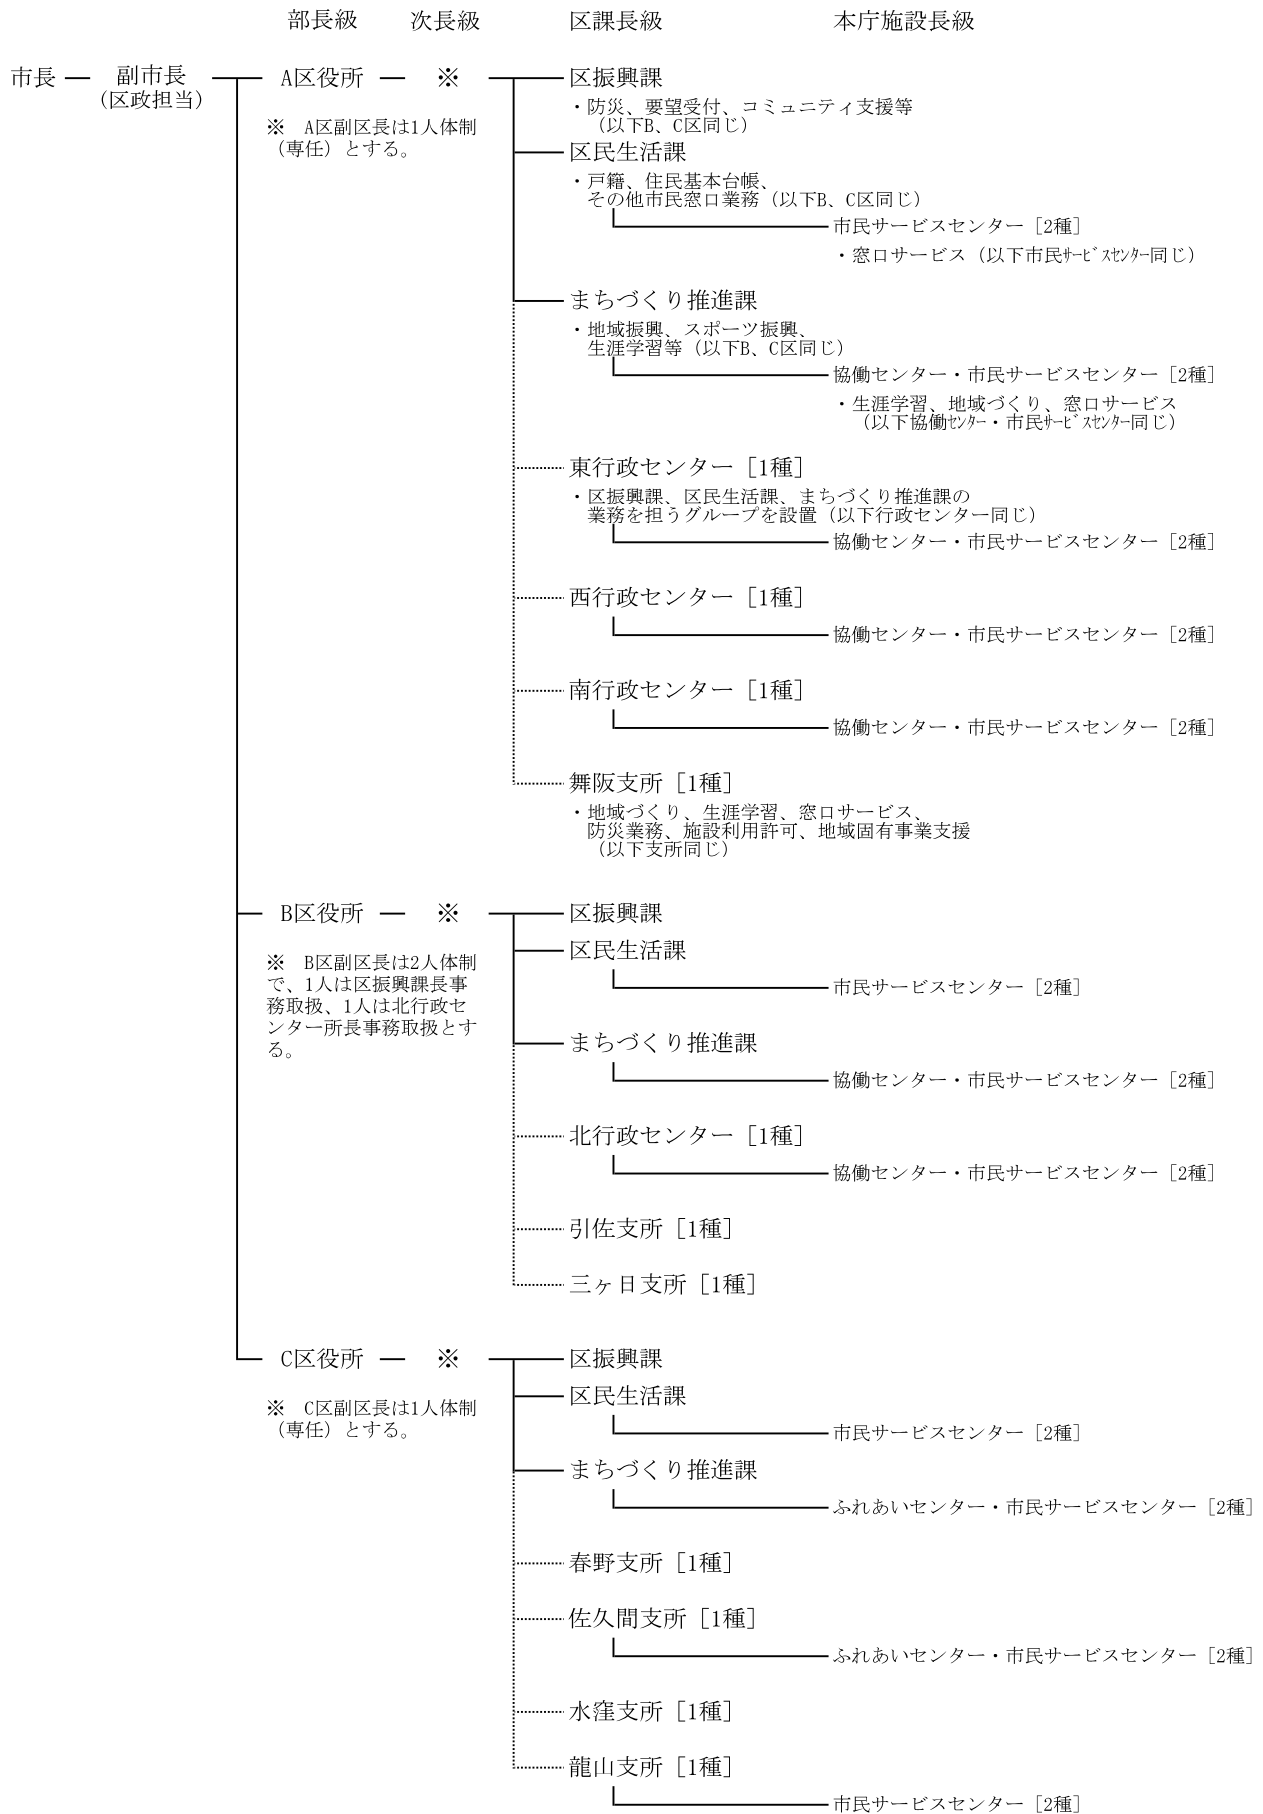 部長級　次長級　区課長級　本庁施設長級
市長　副市長　A区役所　※　区振興課
（区政担当）
・防災、要望受付、コミュニティ支援等
（以下B、C区同じ）
※　A区副区長は1人体制
（専任）とする。
区民生活課
・戸籍、住民基本台帳、
その他市民窓口業務（以下B、C区同じ）
市民サービスセンター［2種］
・窓口サービス（以下市民ｻｰﾋﾞｽｾﾝﾀｰ同じ）
まちづくり推進課
・地域振興、スポーツ振興、
生涯学習等（以下B、C区同じ）
協働センター・市民サービスセンター［2種］
・生涯学習、地域づくり、窓口サービス
（以下協働ｾﾝﾀｰ・市民ｻｰﾋﾞｽｾﾝﾀｰ同じ）
東行政センター［1種］
・区振興課、区民生活課、まちづくり推進課の
業務を担うグループを設置（以下行政センター同じ）
協働センター・市民サービスセンター［2種］
西行政センター［1種］
協働センター・市民サービスセンター［2種］
南行政センター［1種］
協働センター・市民サービスセンター［2種］
舞阪支所［1種］
・地域づくり、生涯学習、窓口サービス、
防災業務、施設利用許可、地域固有事業支援
（以下支所同じ）
B区役所　※　区振興課
※　B区副区長は2人体制
で、1人は区振興課長事
務取扱、1人は北行政セ
ンター所長事務取扱とす
る。
区民生活課
市民サービスセンター［2種］
まちづくり推進課
協働センター・市民サービスセンター［2種］
北行政センター［1種］
協働センター・市民サービスセンター［2種］
引佐支所［1種］
三ヶ日支所［1種］
C区役所　※　区振興課
※　C区副区長は1人体制
（専任）とする。
区民生活課
市民サービスセンター［2種］
まちづくり推進課
ふれあいセンター・市民サービスセンター［2種］
春野支所［1種］
佐久間支所［1種］
ふれあいセンター・市民サービスセンター［2種］
水窪支所［1種］
龍山支所［1種］
市民サービスセンター［2種］